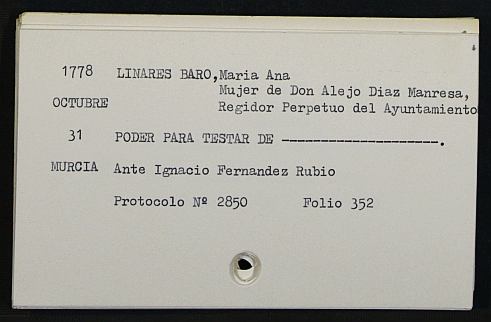 1778 LINARES BARO,Maria Ana
Mujer de Don Alejo Diaz Manresa,
OCTUBRE Regidor Perpetuo del Ayuntamiento
31 PODER PARA TESTAR DE --------------------.
MURCIA Ante Ignacio Fernandez Rubio
Protocolo Nº 2850 Folio 352